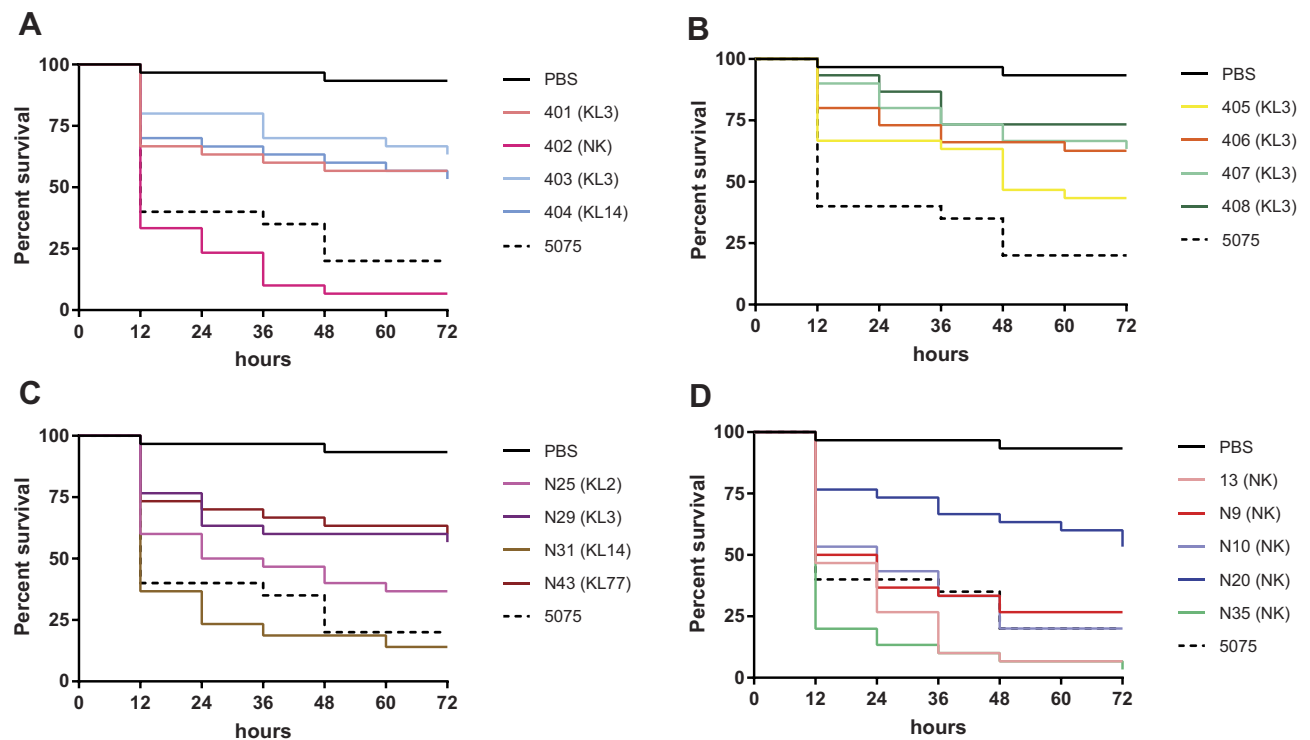 A
Percent survival
100
75
50
25
0
0 12 24 36 48 60 72
hours
PBS
401 (KL3)
402 (NK)
403 (KL3)
404 (KL14)
5075
B
Percent survival
100
75
50
25
0
0 12 24 36 48 60 72
hours
PBS
405 (KL3)
406 (KL3)
407 (KL3)
408 (KL3)
5075
C
Percent survival
100
75
50
25
0
0 12 24 36 48 60 72
hours
PBS
N25 (KL2)
N29 (KL3)
N31 (KL14)
N43 (KL77)
5075
D
Percent survival
100
75
50
25
0
0 12 24 36 48 60 72
hours
PBS
13 (NK)
N9 (NK)
N10 (NK)
N20 (NK)
N35 (NK)
5075